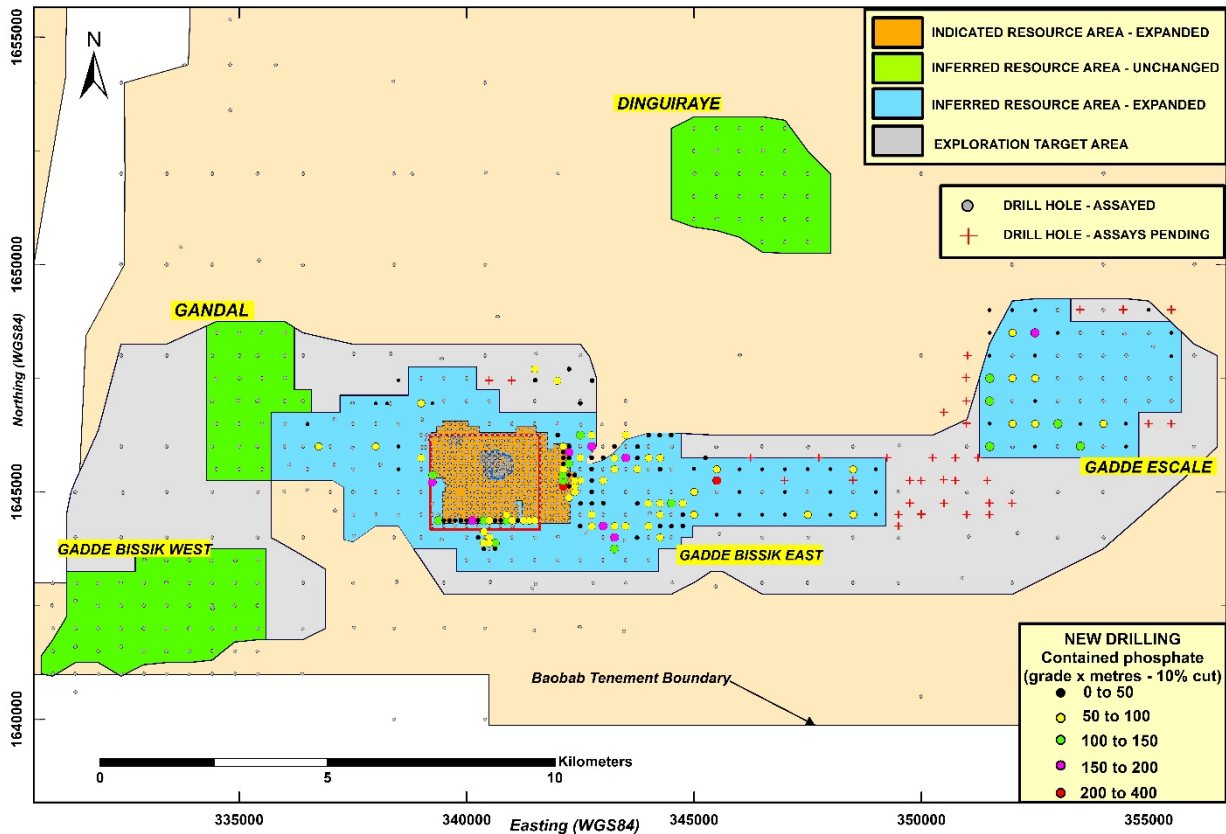 1655000
1650000
1645000
1640000
Northing (WGS84)
N
INDICATED RESOURCE AREA - EXPANDED
INFERRED RESOURCE AREA - UNCHANGED
INFERRED RESOURCE AREA - EXPANDED
EXPLORATION TARGET AREA
DRILL HOLE - ASSAYED
DRILL HOLE - ASSAYS PENDING
DINGUIRAYE
GANDAL
GADDE ESCALE
GADDE BISSIK WEST
GADDE BISSIK EAST
Baobab Tenement Boundary
NEW DRILLING
Contained phosphate
(grade x metres - 10% cut)
0 to 50
50 to 100
100 to 150
150 to 200
200 to 400
Kilometers
0 5 10
335000 340000 345000 350000 355000
Easting (WGS84)